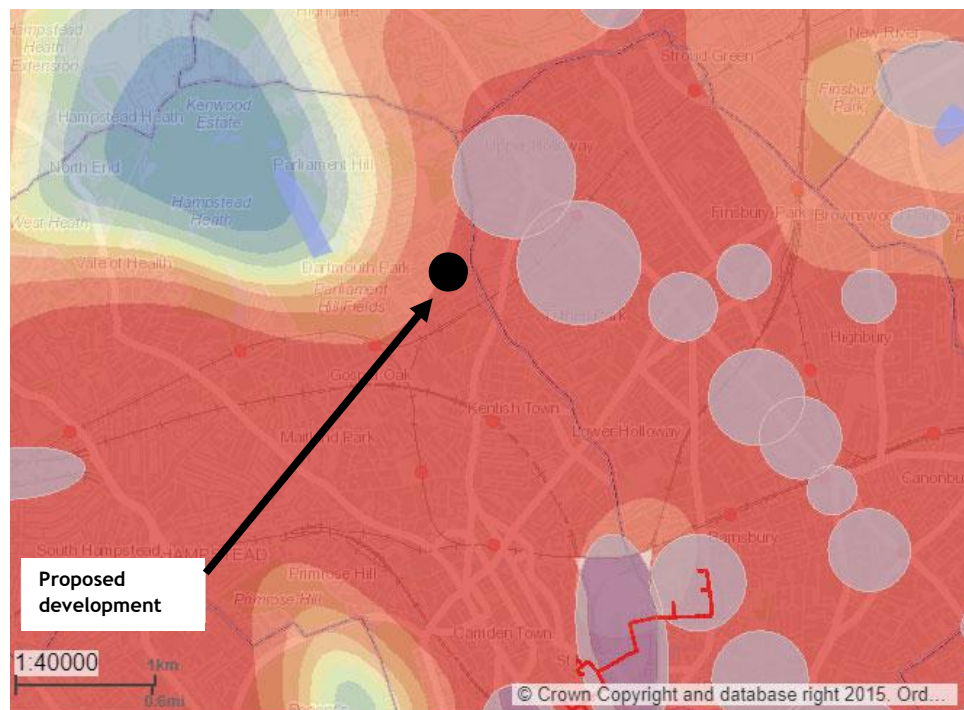 Highgate
Hampstead
Heath
Extension
Stroud Green
New River
Kenwood
Estate
Finsbury
Park
Hampstead Heath
Upper Holloway
North End
Parliament Hill
Hampstead
Heath
Finsbury Park
Brownswood Park
West Heath
Vale of Health
Dartmouth Park
Parliament
Hill Fields
Tufnell Park
Highbury
Gospel Oak
Kentish Town
Maitland Park
Lower Holloway
Canonbu
South Hampstead
HAMPSTEAD
Barnsbury
Primrose Hill
Primrose Hill
Proposed
development
Camden Town
St
1:40000
1km
0.6mi
© Crown Copyright and database right 2015. Ord...